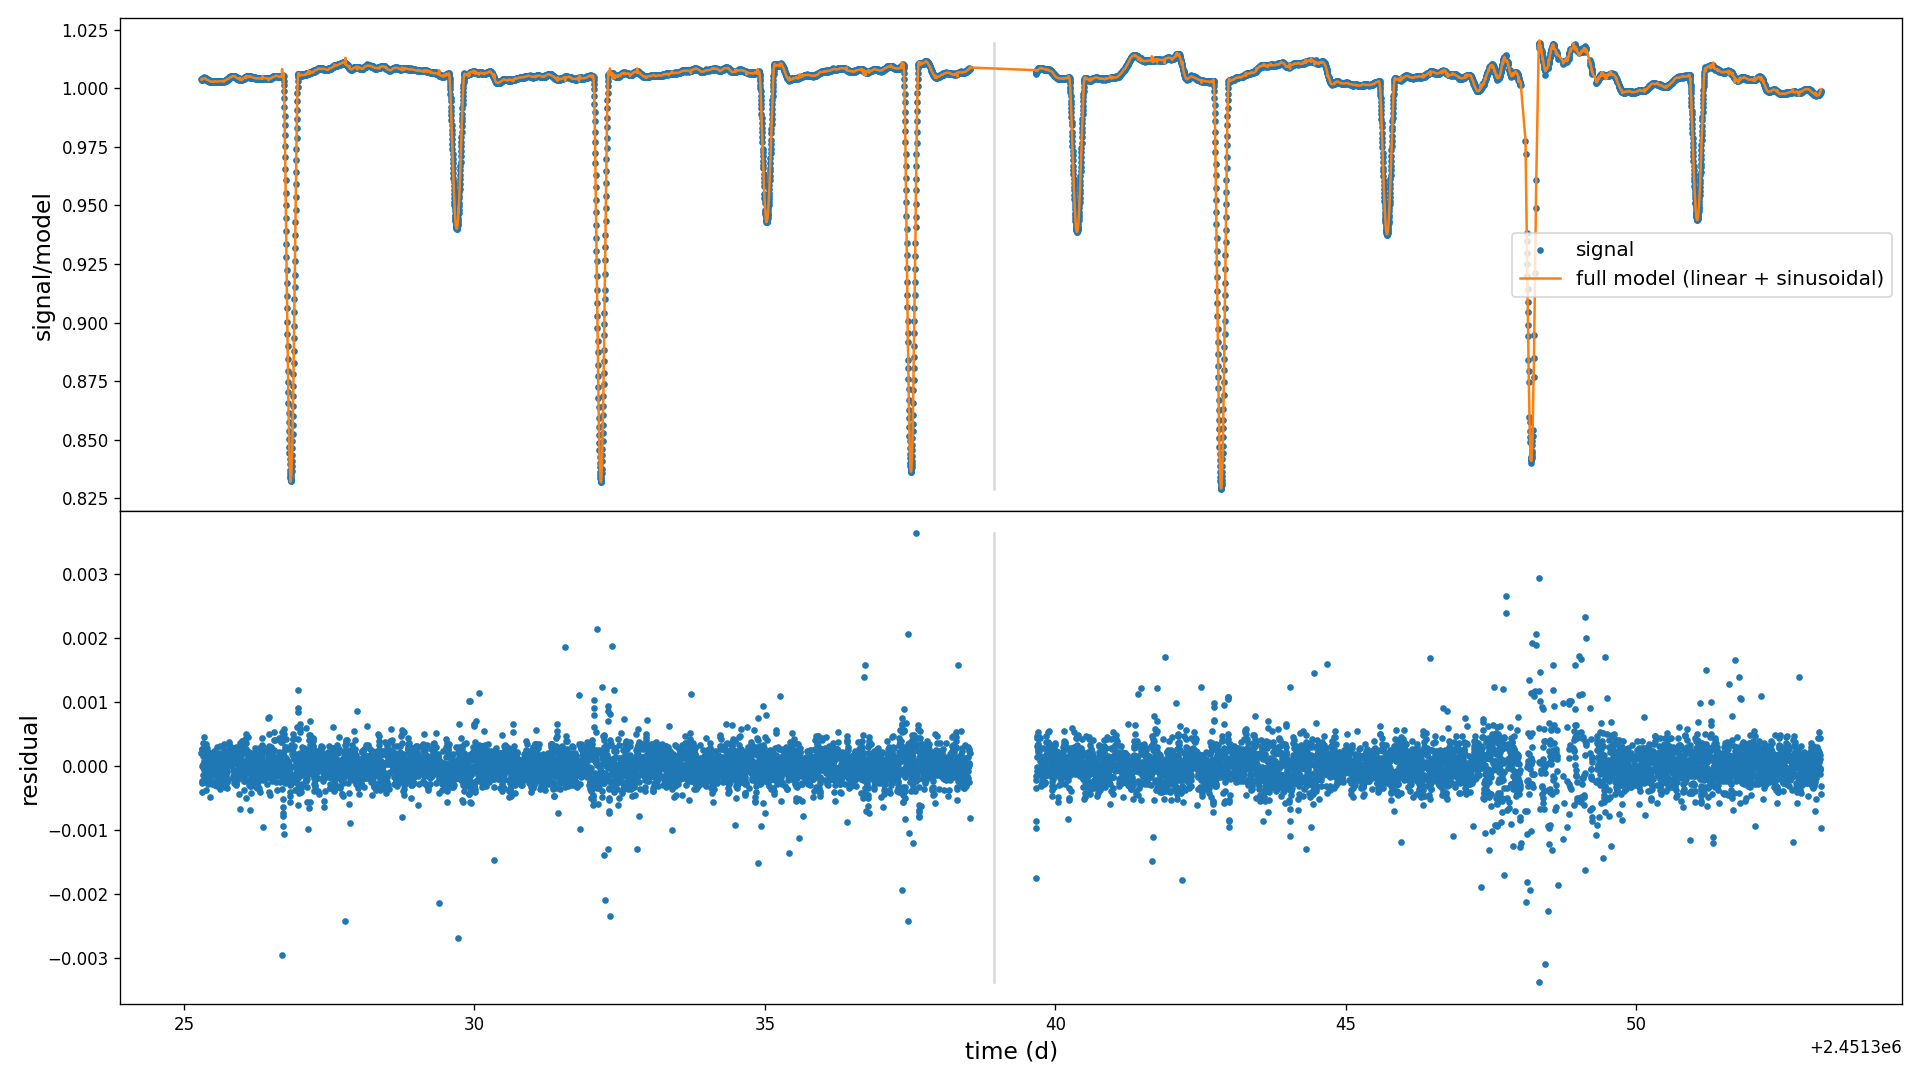 1.025
1.000
0.975
0.950
0.925
0.900
0.875
0.850
0.825
signal/model
signal
full model (linear + sinusoidal)
0.003
0.002
0.001
0.000
−0.001
−0.002
−0.003
residual
25 30 35 40 45 50
time (d)
+2.4513e6